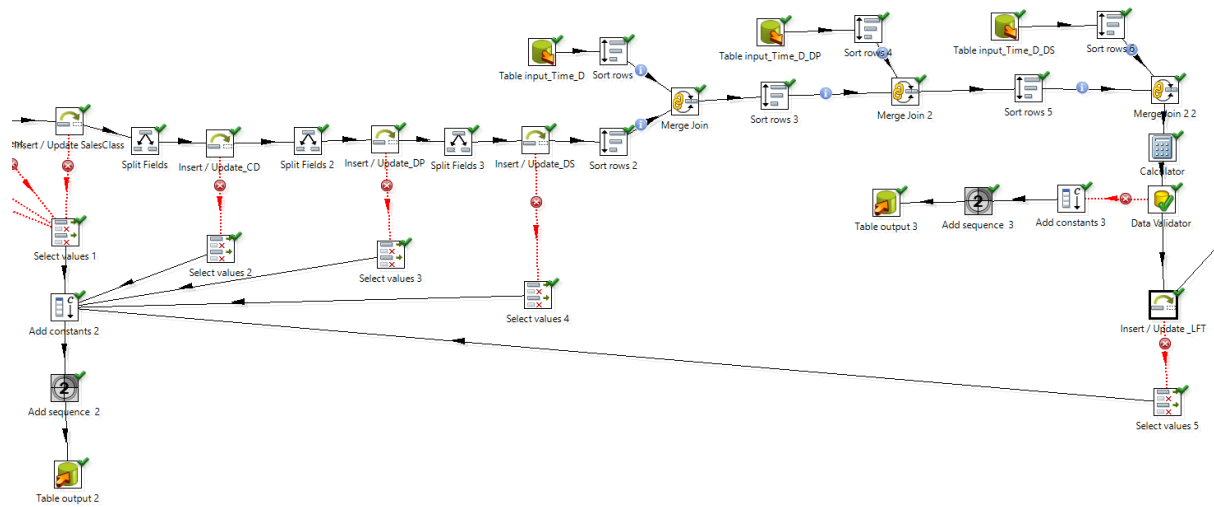 Sort rows 4
Sort rows 6
Table input_Time_D_DP
Table input_Time_D_DS
Table input_Time_D
Sort rows
Merge Join
Sort rows 3
Merge Join 2
Sort rows 5
Merge Join 2 2
Insert / Update SalesClass
Split Fields
Insert / Update_CD
Split Fields 2
Insert / Update_DP
Split Fields 3
Insert / Update_DS
Sort rows 2
Calculator
Table output 3
Add sequence 3
Add constants 3
Data Validator
Select values 1
Select values 2
Select values 3
Select values 4
Add constants 2
Insert / Update _LFT
Add sequence 2
Select values 5
Table output 2